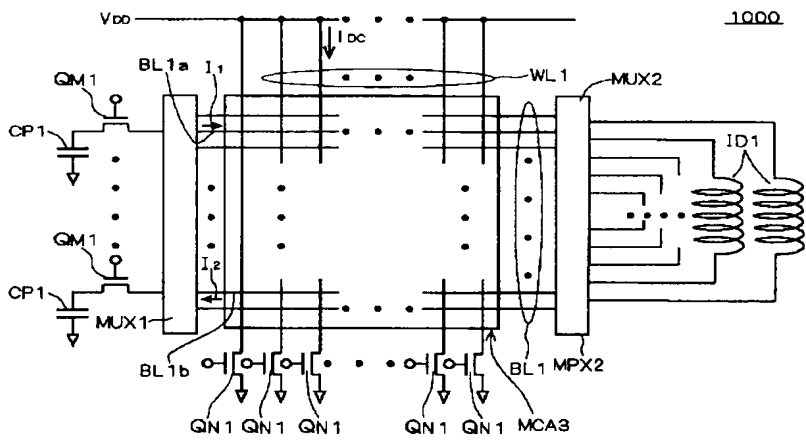 1000
VDD
IDC
WL1
MUX2
BL1a
I1
QM1
CP1
ID1
QM1
I2
CP1
MUX1
BL1b
BL1
MPX2
QN1 QN1 QN1 QN1 QN1
MCA3